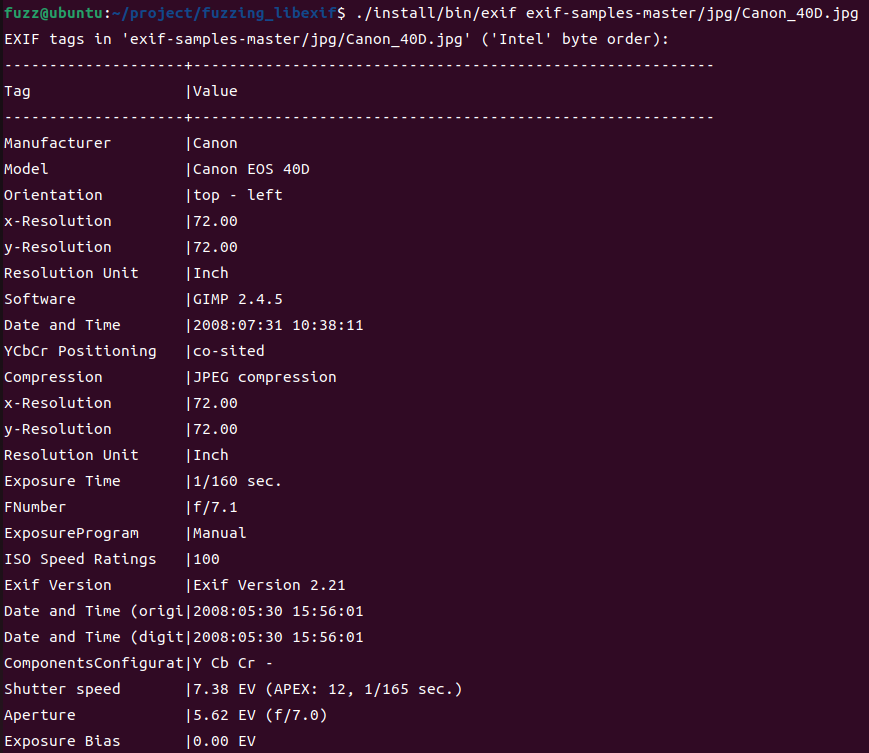 fuzz@ubuntu:~/project/fuzzing_libexif$ ./install/bin/exif exif-samples-master/jpg/Canon_40D.jpg
EXIF tags in 'exif-samples-master/jpg/Canon_40D.jpg' ('Intel' byte order):
--------------------+----------------------------------------------------------
Tag                 |Value
--------------------+----------------------------------------------------------
Manufacturer        |Canon
Model               |Canon EOS 40D
Orientation         |top - left
x-Resolution        |72.00
y-Resolution        |72.00
Resolution Unit     |Inch
Software            |GIMP 2.4.5
Date and Time       |2008:07:31 10:38:11
YCbCr Positioning   |co-sited
Compression         |JPEG compression
x-Resolution        |72.00
y-Resolution        |72.00
Resolution Unit     |Inch
Exposure Time       |1/160 sec.
FNumber             |f/7.1
ExposureProgram     |Manual
ISO Speed Ratings   |100
Exif Version        |Exif Version 2.21
Date and Time (origi|2008:05:30 15:56:01
Date and Time (digit|2008:05:30 15:56:01
ComponentsConfigurat|Y Cb Cr -
Shutter speed       |7.38 EV (APEX: 12, 1/165 sec.)
Aperture            |5.62 EV (f/7.0)
Exposure Bias       |0.00 EV